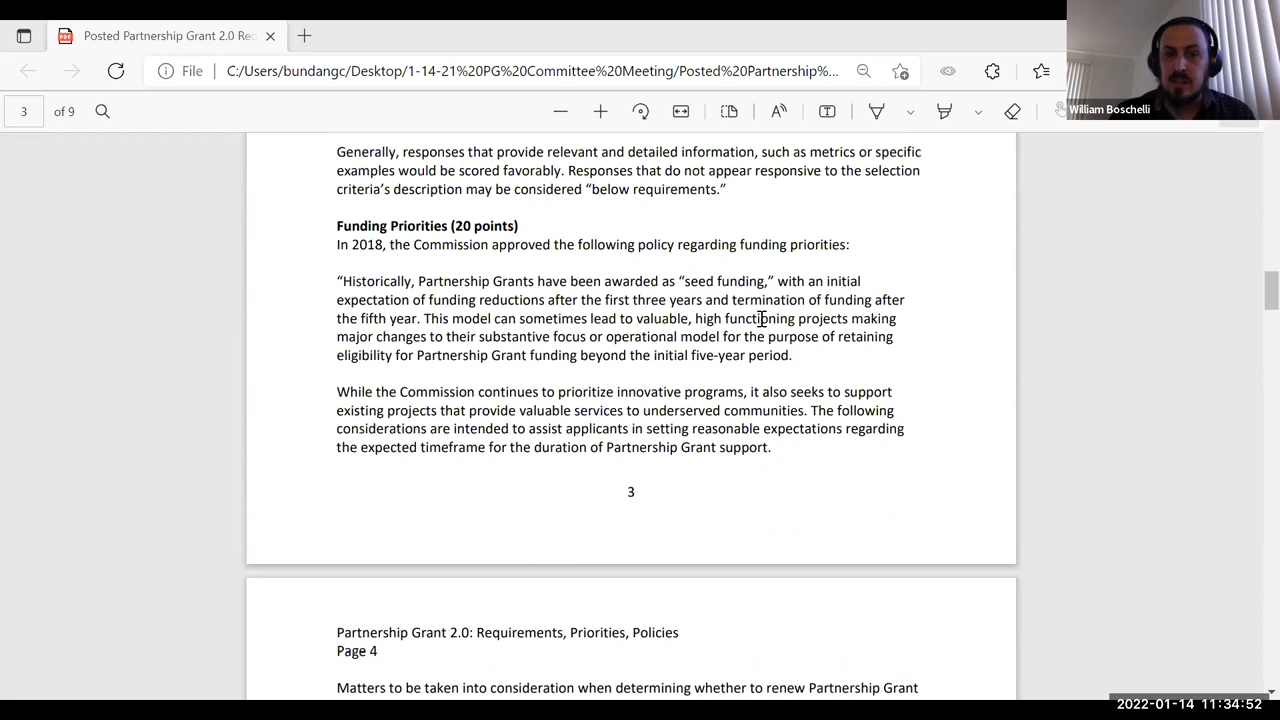 Posted Partnership Grant 2.0 Req
File
C:/Users/bundangc/Desktop/1-14-21%20PG%20Committee%20Meeting/Posted%20Partnership%...
3 of 9
William Boschelli
Generally, responses that provide relevant and detailed information, such as metrics or specific
examples would be scored favorably. Responses that do not appear responsive to the selection
criteria's description may be considered “below requirements.”
Funding Priorities (20 points)
In 2018, the Commission approved the following policy regarding funding priorities:
“Historically, Partnership Grants have been awarded as “seed funding,” with an initial
expectation of funding reductions after the first three years and termination of funding after
the fifth year. This model can sometimes lead to valuable, high functioning projects making
major changes to their substantive focus or operational model for the purpose of retaining
eligibility for Partnership Grant funding beyond the initial five-year period.
While the Commission continues to prioritize innovative programs, it also seeks to support
existing projects that provide valuable services to underserved communities. The following
considerations are intended to assist applicants in setting reasonable expectations regarding
the expected timeframe for the duration of Partnership Grant support.
3
Partnership Grant 2.0: Requirements, Priorities, Policies
Page 4
Matters to be taken into consideration when determining whether to renew Partnership Grant
2022-01-14 11:34:52